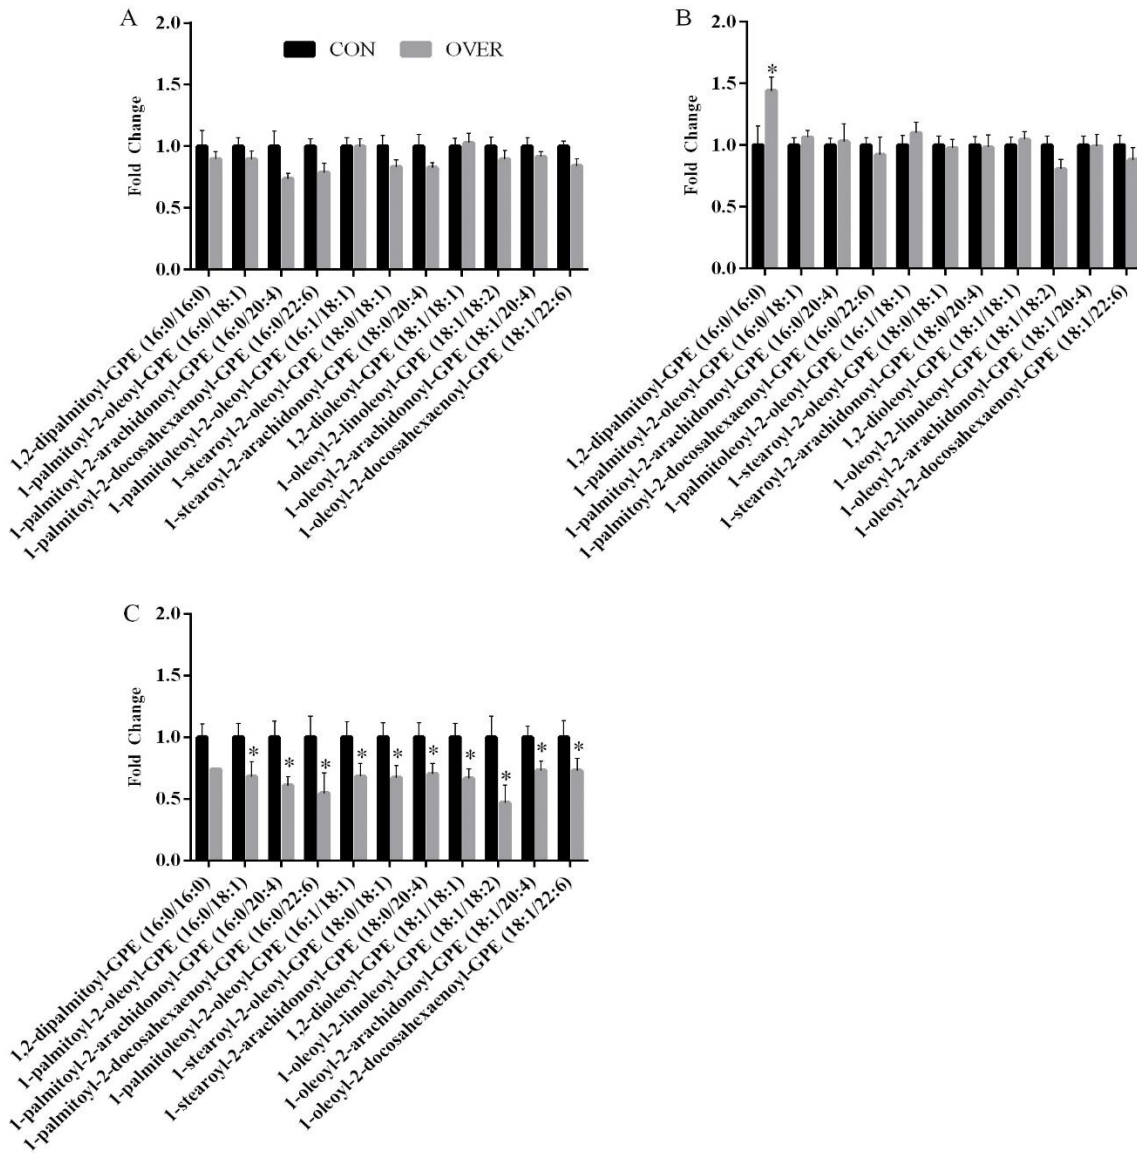 A
2.0
1.5
1.0
0.5
0.0
Fold Change
CON
OVER
1,2-dipalmitoyl-GPE (16:0/16:0)
1-palmitoyl-2-oleoyl-GPE (16:0/18:1)
1-palmitoyl-2-arachidonoyl-GPE (16:0/20:4)
1-palmitoyl-2-docosahexaenoyl-GPE (16:0/22:6)
1-palmitoleoyl-2-oleoyl-GPE (16:1/18:1)
1-stearoyl-2-oleoyl-GPE (18:0/18:1)
1-stearoyl-2-arachidonoyl-GPE (18:0/20:4)
1,2-dioleoyl-GPE (18:1/18:1)
1-oleoyl-2-linoleoyl-GPE (18:1/18:2)
1-oleoyl-2-arachidonoyl-GPE (18:1/20:4)
1-oleoyl-2-docosahexaenoyl-GPE (18:1/22:6)
B
2.0
1.5
1.0
0.5
0.0
Fold Change
*
1,2-dipalmitoyl-GPE (16:0/16:0)
1-palmitoyl-2-oleoyl-GPE (16:0/18:1)
1-palmitoyl-2-arachidonoyl-GPE (16:0/20:4)
1-palmitoyl-2-docosahexaenoyl-GPE (16:0/22:6)
1-palmitoleoyl-2-oleoyl-GPE (16:1/18:1)
1-stearoyl-2-oleoyl-GPE (18:0/18:1)
1-stearoyl-2-arachidonoyl-GPE (18:0/20:4)
1,2-dioleoyl-GPE (18:1/18:1)
1-oleoyl-2-linoleoyl-GPE (18:1/18:2)
1-oleoyl-2-arachidonoyl-GPE (18:1/20:4)
1-oleoyl-2-docosahexaenoyl-GPE (18:1/22:6)
C
2.0
1.5
1.0
0.5
0.0
Fold Change
* * * * * * * * * *
1,2-dipalmitoyl-GPE (16:0/16:0)
1-palmitoyl-2-oleoyl-GPE (16:0/18:1)
1-palmitoyl-2-arachidonoyl-GPE (16:0/20:4)
1-palmitoyl-2-docosahexaenoyl-GPE (16:0/22:6)
1-palmitoleoyl-2-oleoyl-GPE (16:1/18:1)
1-stearoyl-2-oleoyl-GPE (18:0/18:1)
1-stearoyl-2-arachidonoyl-GPE (18:0/20:4)
1,2-dioleoyl-GPE (18:1/18:1)
1-oleoyl-2-linoleoyl-GPE (18:1/18:2)
1-oleoyl-2-arachidonoyl-GPE (18:1/20:4)
1-oleoyl-2-docosahexaenoyl-GPE (18:1/22:6)